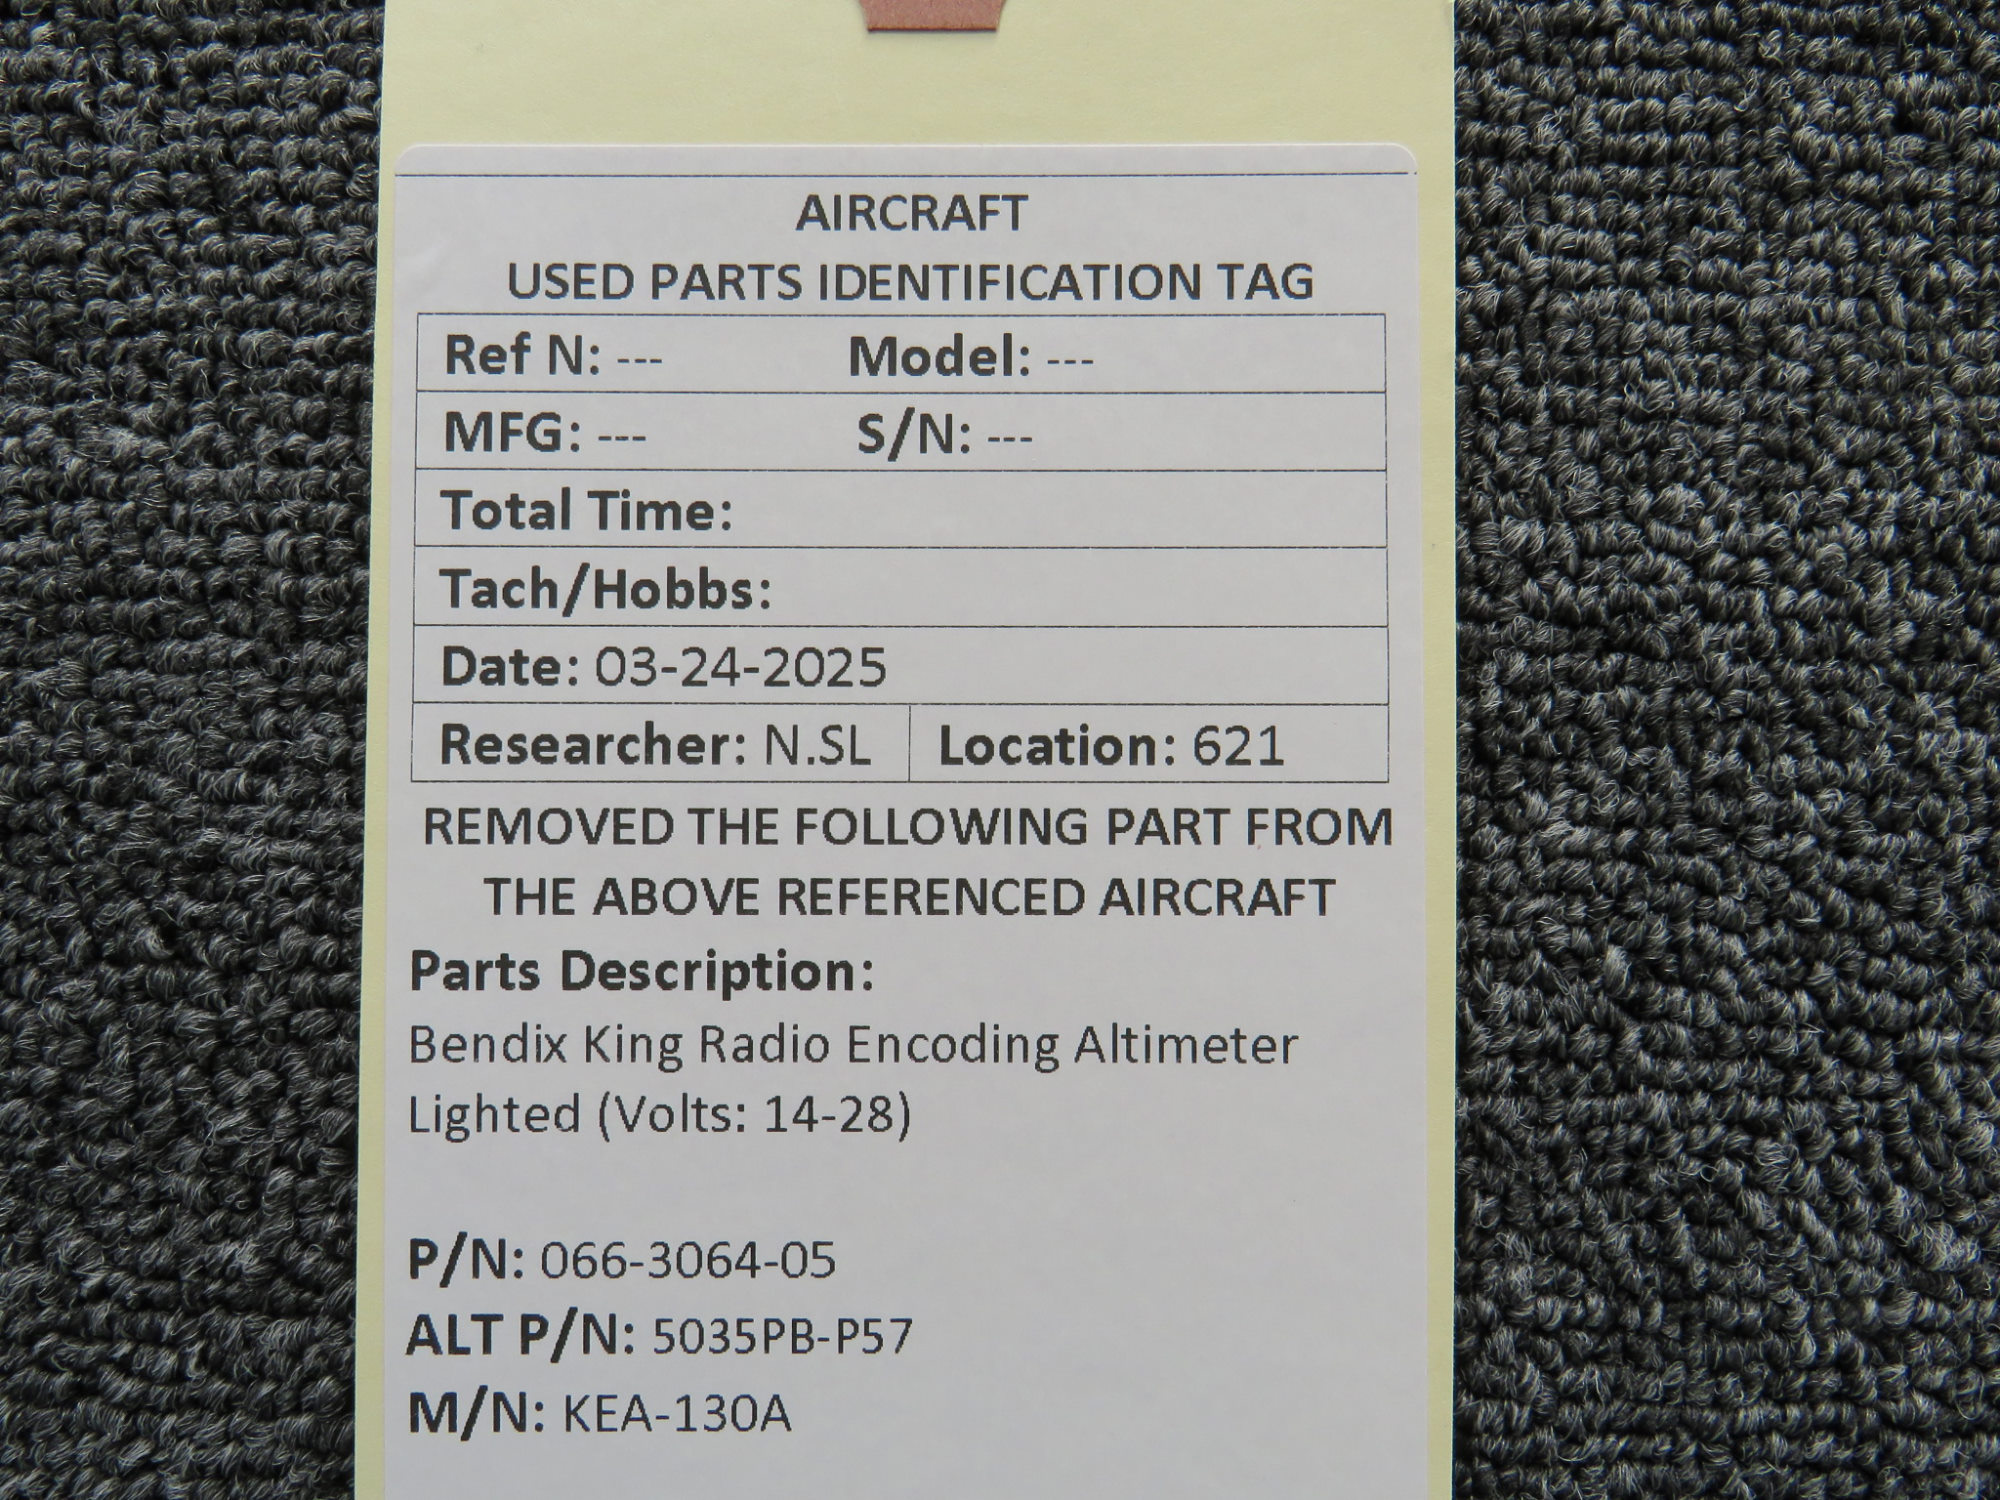 AIRCRAFT
USED PARTS IDENTIFICATION TAG
Ref N: --- Model: ---
MFG: --- S/N: ---
Total Time:
Tach/Hobbs:
Date: 03-24-2025
Researcher: N.SL Location: 621
REMOVED THE FOLLOWING PART FROM
THE ABOVE REFERENCED AIRCRAFT
Parts Description:
Bendix King Radio Encoding Altimeter
Lighted (Volts: 14-28)
P/N: 066-3064-05
ALT P/N: 5035PB-P57
M/N: KEA-130A